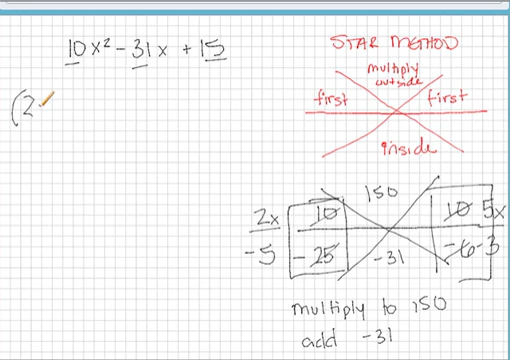 10x² - 31x + 15
(2
STAR METHOD
multiply
outside
first first
inside
150
2x 10 10 5x
-5 -25 -31 -6 -3
multiply to 150
add -31